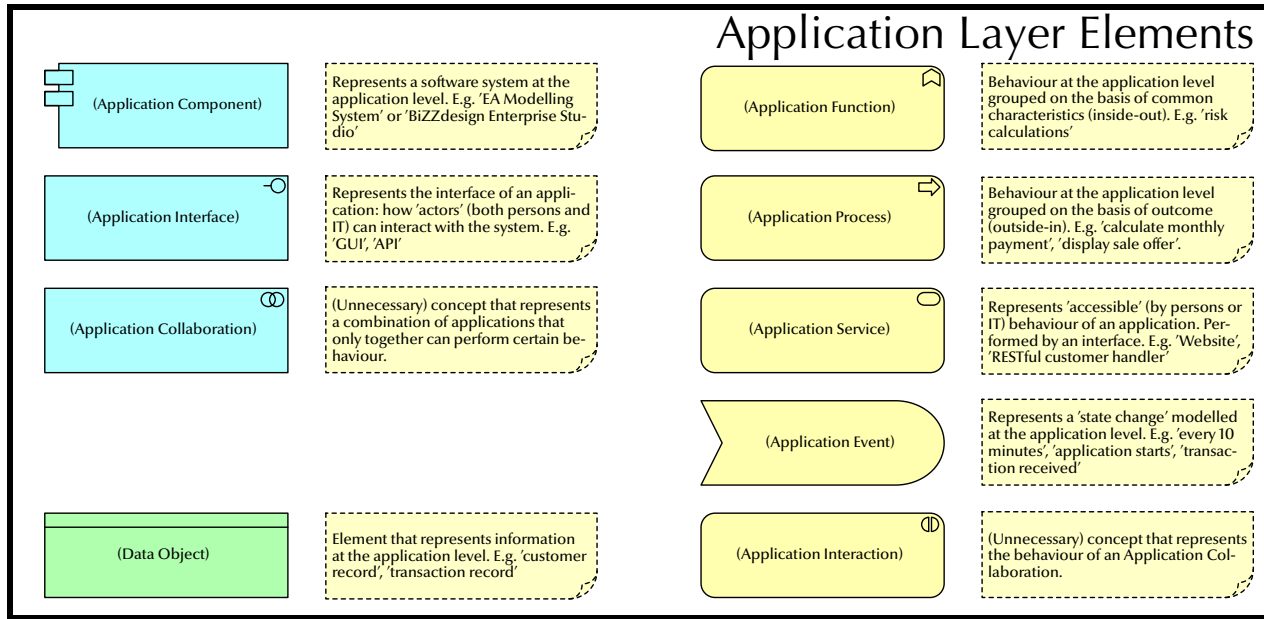 Application Layer Elements
(Application Component)
Represents a software system at the
application level. E.g. 'EA Modelling
System' or 'BiZZdesign Enterprise Stu-
dio'
(Application Function)
Behaviour at the application level
grouped on the basis of common
characteristics (inside-out). E.g. 'risk
calculations'
(Application Interface)
Represents the interface of an appli-
cation: how 'actors' (both persons and
IT) can interact with the system. E.g.
'GUI', 'API'
(Application Process)
Behaviour at the application level
grouped on the basis of outcome
(outside-in). E.g. 'calculate monthly
payment', 'display sale offer'.
(Application Collaboration)
(Unnecessary) concept that represents
a combination of applications that
only together can perform certain be-
haviour.
(Application Service)
Represents 'accessible' (by persons or
IT) behaviour of an application. Per-
formed by an interface. E.g. 'Website',
'RESTful customer handler'
(Application Event)
Represents a 'state change' modelled
at the application level. E.g. 'every 10
minutes', 'application starts', 'transac-
tion received'
(Data Object)
Element that represents information
at the application level. E.g. 'customer
record', 'transaction record'
(Application Interaction)
(Unnecessary) concept that represents
the behaviour of an Application Col-
laboration.